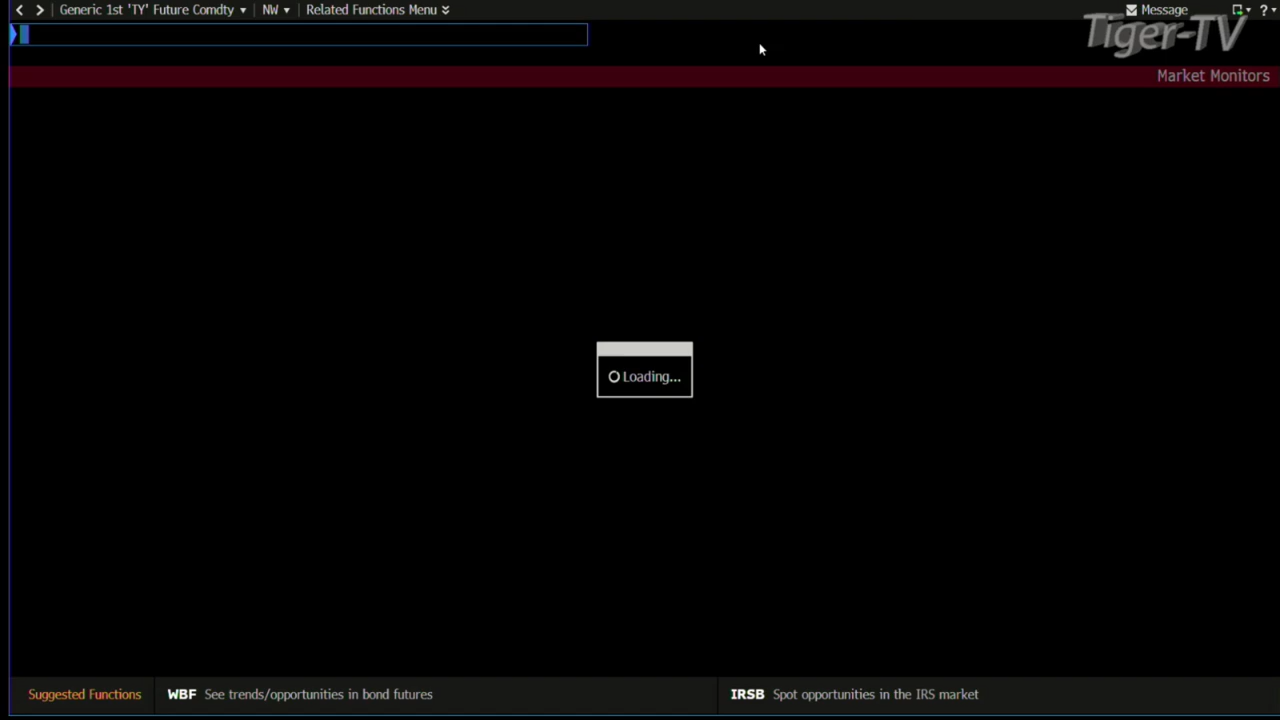 Generic 1st 'TY' Future Comdty
NW
Related Functions Menu
Message
?
Tiger-TV
Market Monitors
Loading...
Suggested Functions
WBF See trends/opportunities in bond futures
IRSB Spot opportunities in the IRS market